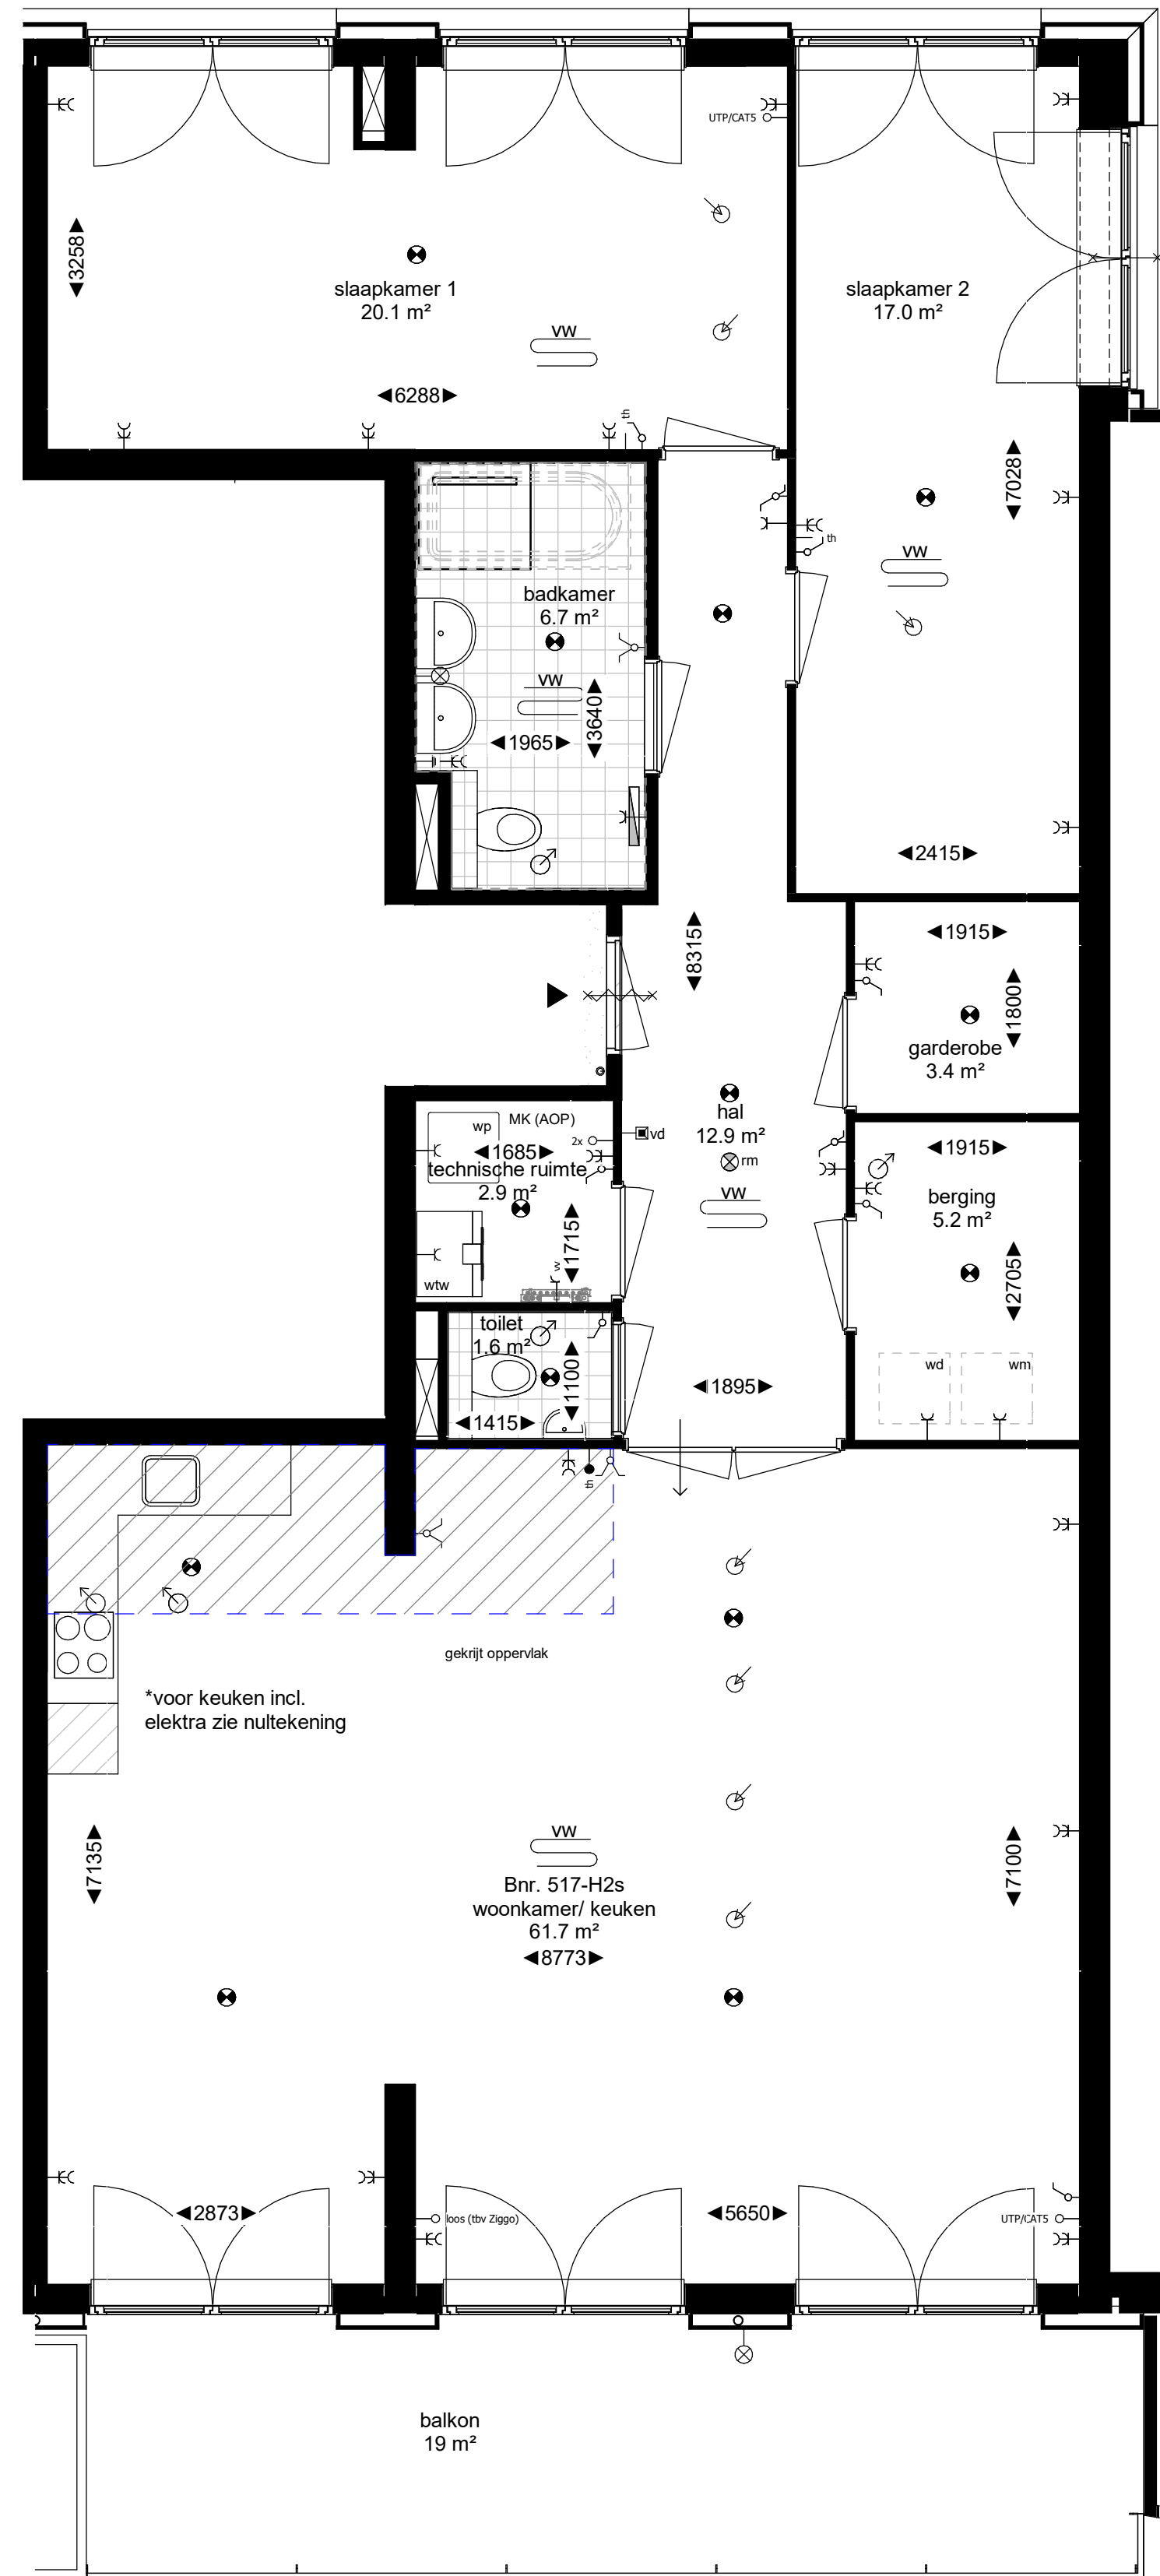 UTP/CAT5
3258
slaapkamer 1
20.1 m²
slaapkamer 2
17.0 m²
VW
6288
th
7028
th
VW
badkamer
6.7 m²
VW
3640
1965
2415
8315
1915
1800
garderobe
3.4 m²
MK (AOP)
wp
2x
1685
technische ruimte
2.9 m²
1715
w
wtw
hal
12.9 m²
vd
rm
VW
1915
berging
5.2 m²
2705
wd
wm
toilet
1.6 m²
1100
1415
1895
th
gekrijt oppervlak
*voor keuken incl.
elektra zie nultekening
7135
VW
7100
Bnr. 517-H2s
woonkamer/ keuken
61.7 m²
8773
2873
loos (tbv Ziggo)
5650
UTP/CAT5
balkon
19 m²